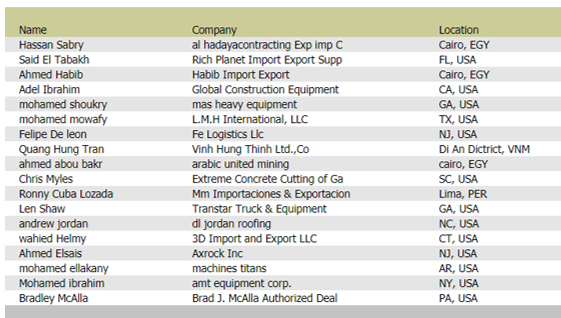 Name Company Location
Hassan Sabry al hadayacontracting Exp imp C Cairo, EGY
Said El Tabakh Rich Planet Import Export Supp FL, USA
Ahmed Habib Habib Import Export Cairo, EGY
Adel Ibrahim Global Construction Equipment CA, USA
mohamed shoukry mas heavy equipment GA, USA
mohamed mowafy L.M.H International, LLC TX, USA
Felipe De leon Fe Logistics Llc NJ, USA
Quang Hung Tran Vinh Hung Thinh Ltd.,Co Di An Dictrict, VNM
ahmed abou bakr arabic united mining cairo, EGY
Chris Myles Extreme Concrete Cutting of Ga SC, USA
Ronny Cuba Lozada Mm Importaciones & Exportacion Lima, PER
Len Shaw Transtar Truck & Equipment GA, USA
andrew jordan dl jordan roofing NC, USA
wahied Helmy 3D Import and Export LLC CT, USA
Ahmed Elsais Axrock Inc NJ, USA
mohamed ellakany machines titans AR, USA
Mohamed ibrahim amt equipment corp. NY, USA
Bradley McAlla Brad J. McAlla Authorized Deal PA, USA